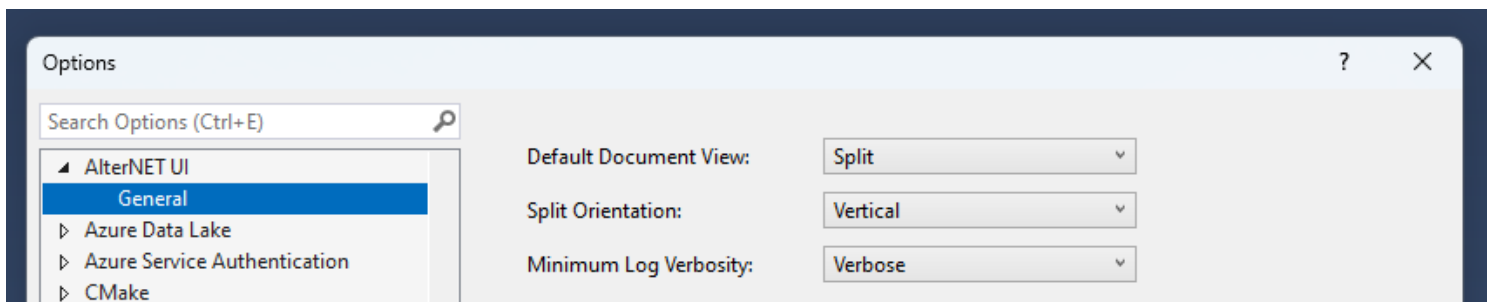 Options ?
Search Options (Ctrl+E)
AlterNET UI
General
Azure Data Lake
Azure Service Authentication
CMake
Default Document View: Split
Split Orientation: Vertical
Minimum Log Verbosity: Verbose